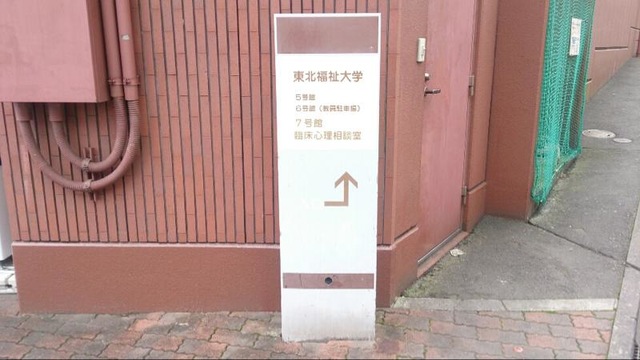 東北福祉大学
5号館
6号館（教職駐車場）
7号館
臨床心理相談室